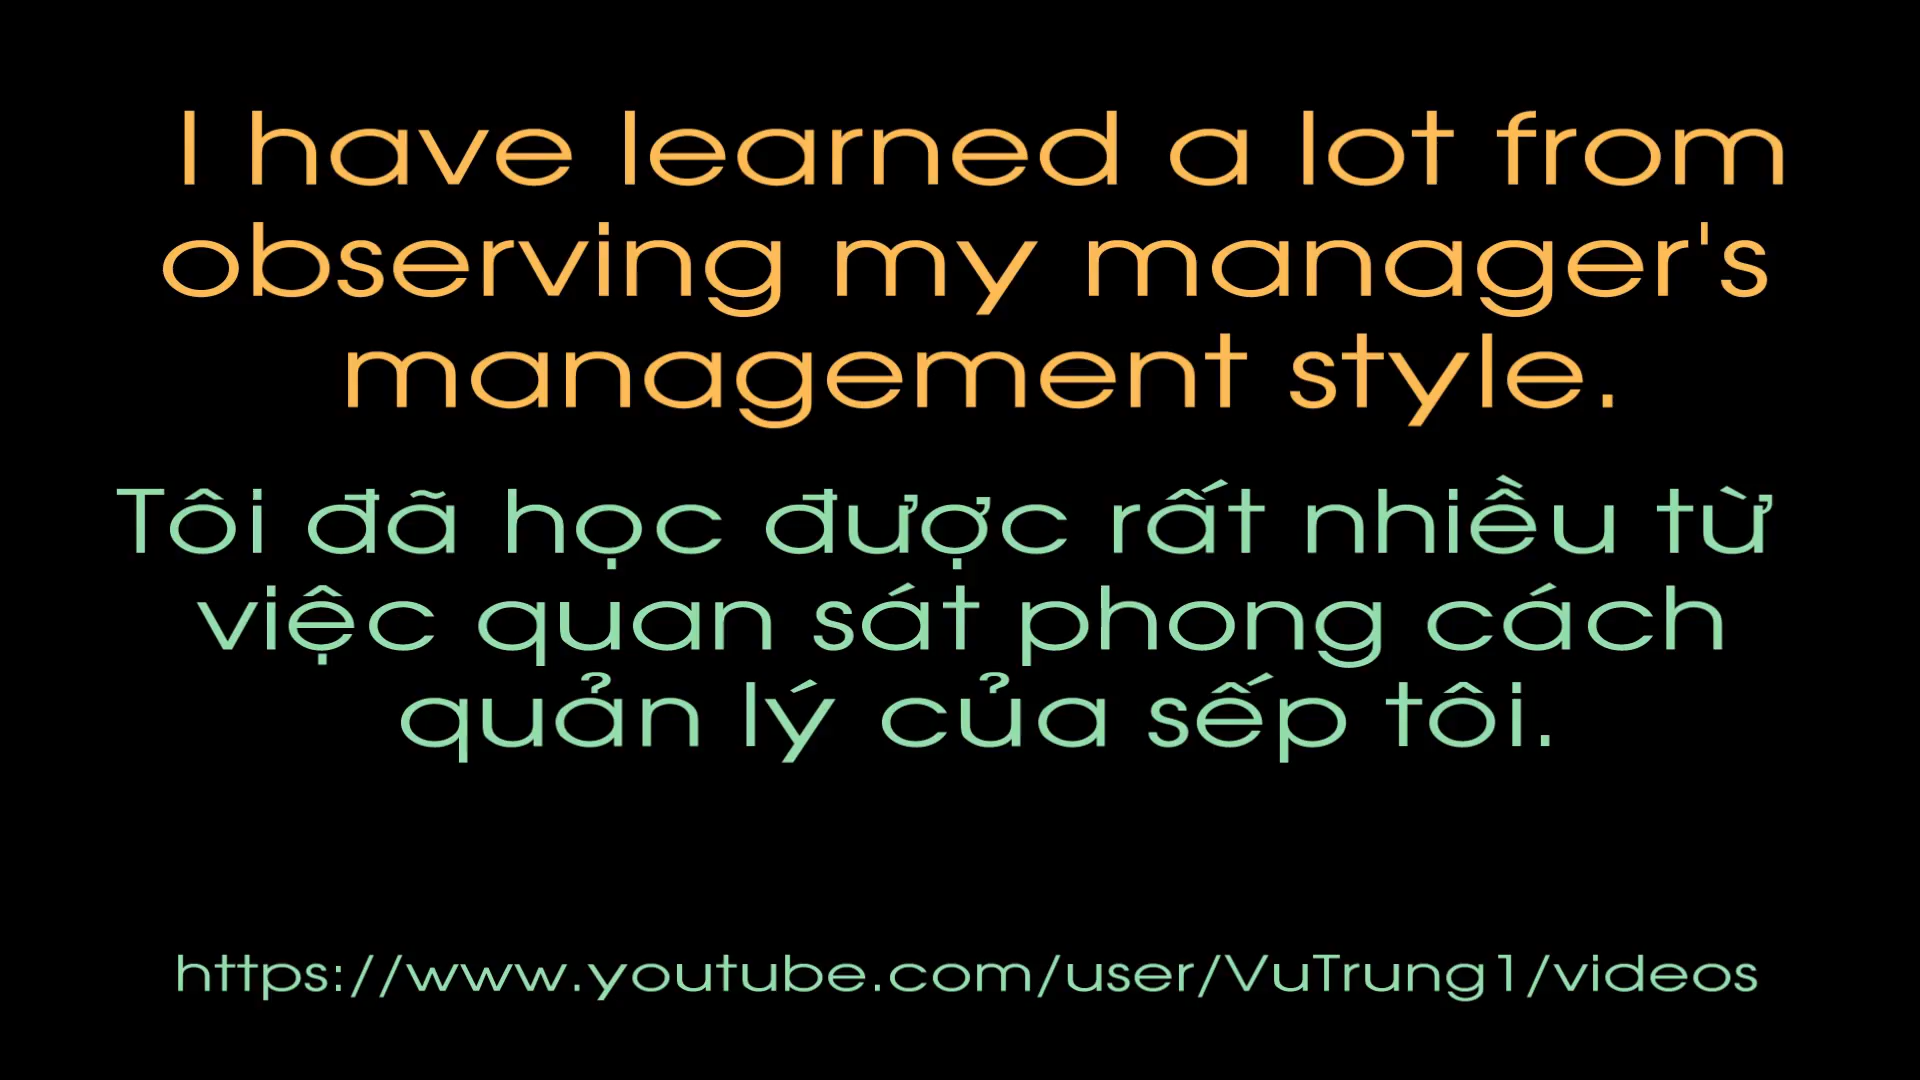 I have learned a lot from
observing my manager's
management style.
Tôi đã học được rất nhiều từ
việc quan sát phong cách
quản lý của sếp tôi.
https://www.youtube.com/user/VuTrung1/videos